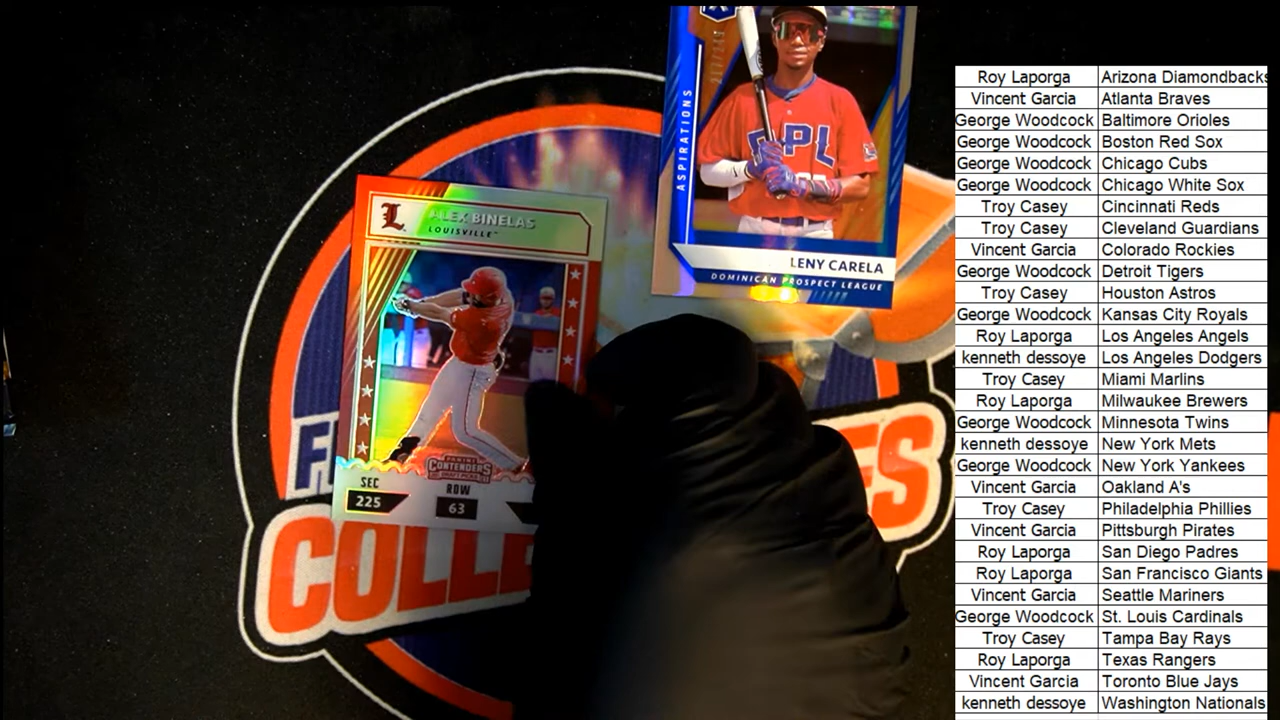 ASPIRATIONS
DPL
LENY CARELA
DOMINICAN PROSPECT LEAGUE
L
ALEX BINELAS
LOUISVILLE
PANINI
CONTENDERS
DRAFT PICKS
SEC
ROW
225
63
ES
COLLE
Roy Laporga Arizona Diamondbacks
Vincent Garcia Atlanta Braves
George Woodcock Baltimore Orioles
George Woodcock Boston Red Sox
George Woodcock Chicago Cubs
George Woodcock Chicago White Sox
Troy Casey Cincinnati Reds
Troy Casey Cleveland Guardians
Vincent Garcia Colorado Rockies
George Woodcock Detroit Tigers
Troy Casey Houston Astros
George Woodcock Kansas City Royals
Roy Laporga Los Angeles Angels
kenneth dessoye Los Angeles Dodgers
Troy Casey Miami Marlins
Roy Laporga Milwaukee Brewers
George Woodcock Minnesota Twins
kenneth dessoye New York Mets
George Woodcock New York Yankees
Vincent Garcia Oakland A's
Troy Casey Philadelphia Phillies
Vincent Garcia Pittsburgh Pirates
Roy Laporga San Diego Padres
Roy Laporga San Francisco Giants
Vincent Garcia Seattle Mariners
George Woodcock St. Louis Cardinals
Troy Casey Tampa Bay Rays
Roy Laporga Texas Rangers
Vincent Garcia Toronto Blue Jays
kenneth dessoye Washington Nationals